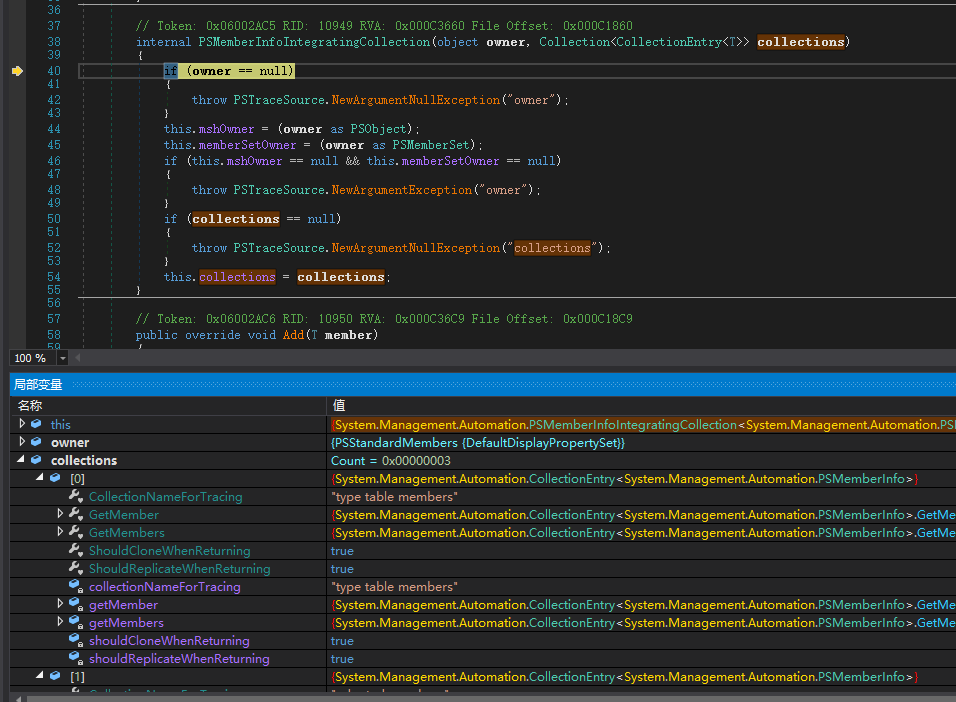 36
37 // Token: 0x06002AC5 RID: 10949 RVA: 0x000C3660 File Offset: 0x000C1860
38 internal PSMemberInfoIntegratingCollection(object owner, Collection<CollectionEntry<T>> collections)
39 {
40 if (owner == null)
41 {
42 throw PSTraceSource.NewArgumentNullException("owner");
43 }
44 this.mshOwner = (owner as PSObject);
45 this.memberSetOwner = (owner as PSMemberSet);
46 if (this.mshOwner == null && this.memberSetOwner == null)
47 {
48 throw PSTraceSource.NewArgumentException("owner");
49 }
50 if (collections == null)
51 {
52 throw PSTraceSource.NewArgumentNullException("collections");
53 }
54 this.collections = collections;
55 }
56
57 // Token: 0x06002AC6 RID: 10950 RVA: 0x000C36C9 File Offset: 0x000C18C9
58 public override void Add(T member)
59 {
100 %
局部变量
名称 值
this {System.Management.Automation.PSMemberInfoIntegratingCollection<System.Management.Automation.PS
owner {PSStandardMembers {DefaultDisplayPropertySet}}
collections Count = 0x00000003
[0] {System.Management.Automation.CollectionEntry<System.Management.Automation.PSMemberInfo>}
CollectionNameForTracing "type table members"
GetMember {System.Management.Automation.CollectionEntry<System.Management.Automation.PSMemberInfo>.GetMe
GetMembers {System.Management.Automation.CollectionEntry<System.Management.Automation.PSMemberInfo>.GetMe
ShouldCloneWhenReturning true
ShouldReplicateWhenReturning true
collectionNameForTracing "type table members"
getMember {System.Management.Automation.CollectionEntry<System.Management.Automation.PSMemberInfo>.GetMe
getMembers {System.Management.Automation.CollectionEntry<System.Management.Automation.PSMemberInfo>.GetMe
shouldCloneWhenReturning true
shouldReplicateWhenReturning true
[1] {System.Management.Automation.CollectionEntry<System.Management.Automation.PSMemberInfo>}